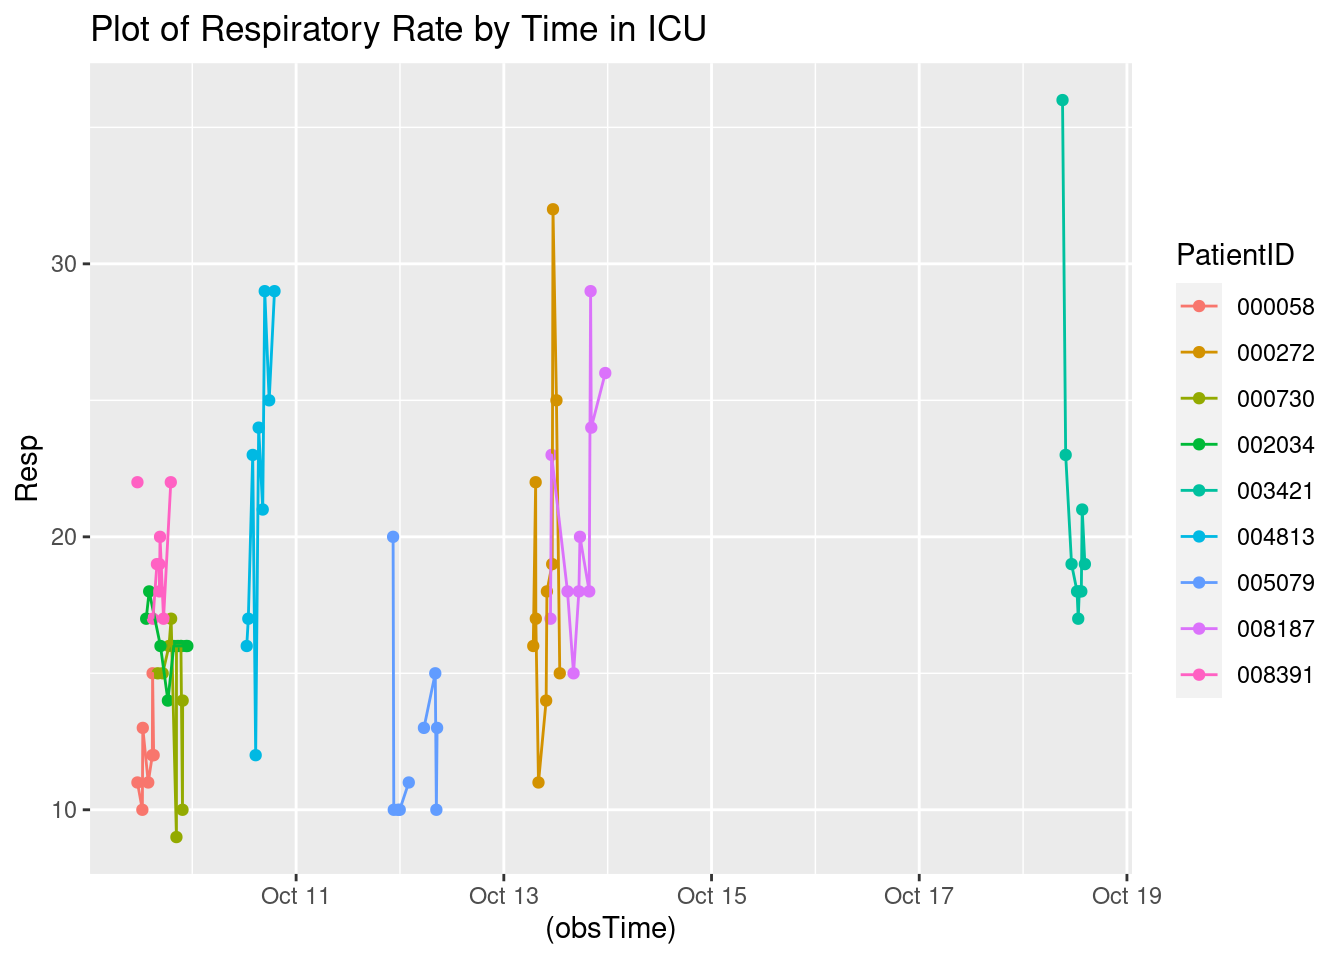 Plot of Respiratory Rate by Time in ICU
Resp
30
20
10
Oct 11
Oct 13
Oct 15
Oct 17
Oct 19
(obsTime)
PatientID
000058
000272
000730
002034
003421
004813
005079
008187
008391